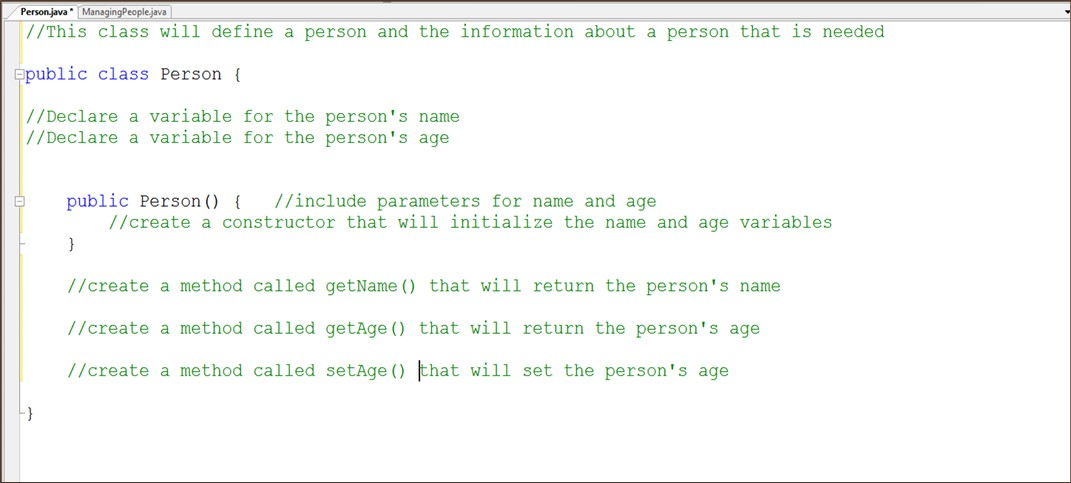 Person.java * ManagingPeople.java
//This class will define a person and the information about a person that is needed
public class Person {
//Declare a variable for the person's name
//Declare a variable for the person's age
public Person() { //include parameters for name and age
//create a constructor that will initialize the name and age variables
}
//create a method called getName() that will return the person's name
//create a method called getAge() that will return the person's age
//create a method called setAge() that will set the person's age
}